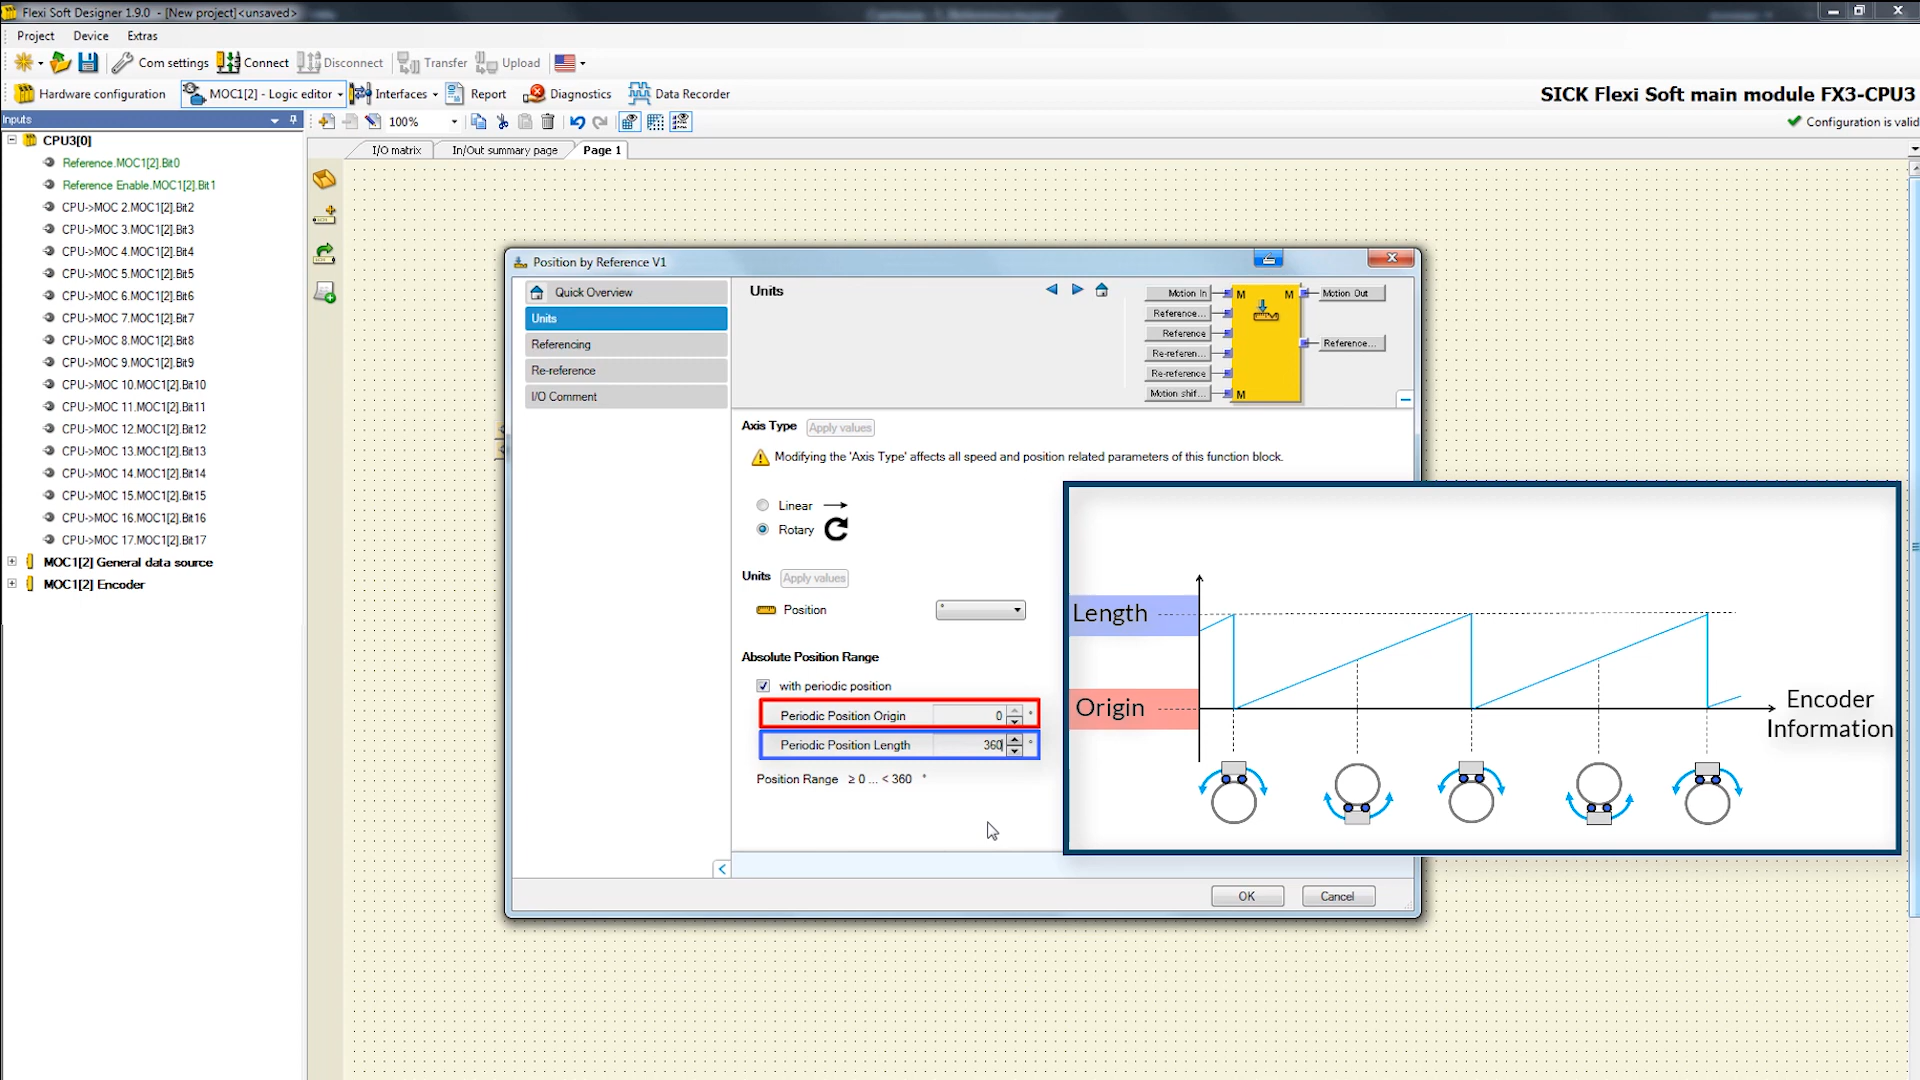 Flexi Soft Designer 1.9.0 - [New project]<unsaved>
Project Device Extras
Com settings Connect Disconnect Transfer Upload
Hardware configuration MOC1[2] - Logic editor Interfaces Report Diagnostics Data Recorder
SICK Flexi Soft main module FX3-CPU3
Inputs
100%
Configuration is valid
CPU3[0]
I/O matrix In/Out summary page Page 1
Reference.MOC1[2].Bit0
Reference Enable.MOC1[2].Bit1
CPU->MOC 2.MOC1[2].Bit2
CPU->MOC 3.MOC1[2].Bit3
CPU->MOC 4.MOC1[2].Bit4
CPU->MOC 5.MOC1[2].Bit5
CPU->MOC 6.MOC1[2].Bit6
CPU->MOC 7.MOC1[2].Bit7
CPU->MOC 8.MOC1[2].Bit8
CPU->MOC 9.MOC1[2].Bit9
CPU->MOC 10.MOC1[2].Bit10
CPU->MOC 11.MOC1[2].Bit11
CPU->MOC 12.MOC1[2].Bit12
CPU->MOC 13.MOC1[2].Bit13
CPU->MOC 14.MOC1[2].Bit14
CPU->MOC 15.MOC1[2].Bit15
CPU->MOC 16.MOC1[2].Bit16
CPU->MOC 17.MOC1[2].Bit17
MOC1[2] General data source
MOC1[2] Encoder
Position by Reference V1
Quick Overview
Units
Referencing
Re-reference
I/O Comment
Units
Motion In M M Motion Out
Reference...
Reference Reference...
Re-referen...
Re-reference
Motion shif... M
Axis Type Apply values
Modifying the 'Axis Type' affects all speed and position related parameters of this function block.
Linear
Rotary
Units Apply values
Position °
Absolute Position Range
with periodic position
Periodic Position Origin 0 °
Periodic Position Length 360 °
Position Range ≥ 0 ... < 360 °
OK Cancel
Length
Origin
Encoder
Information